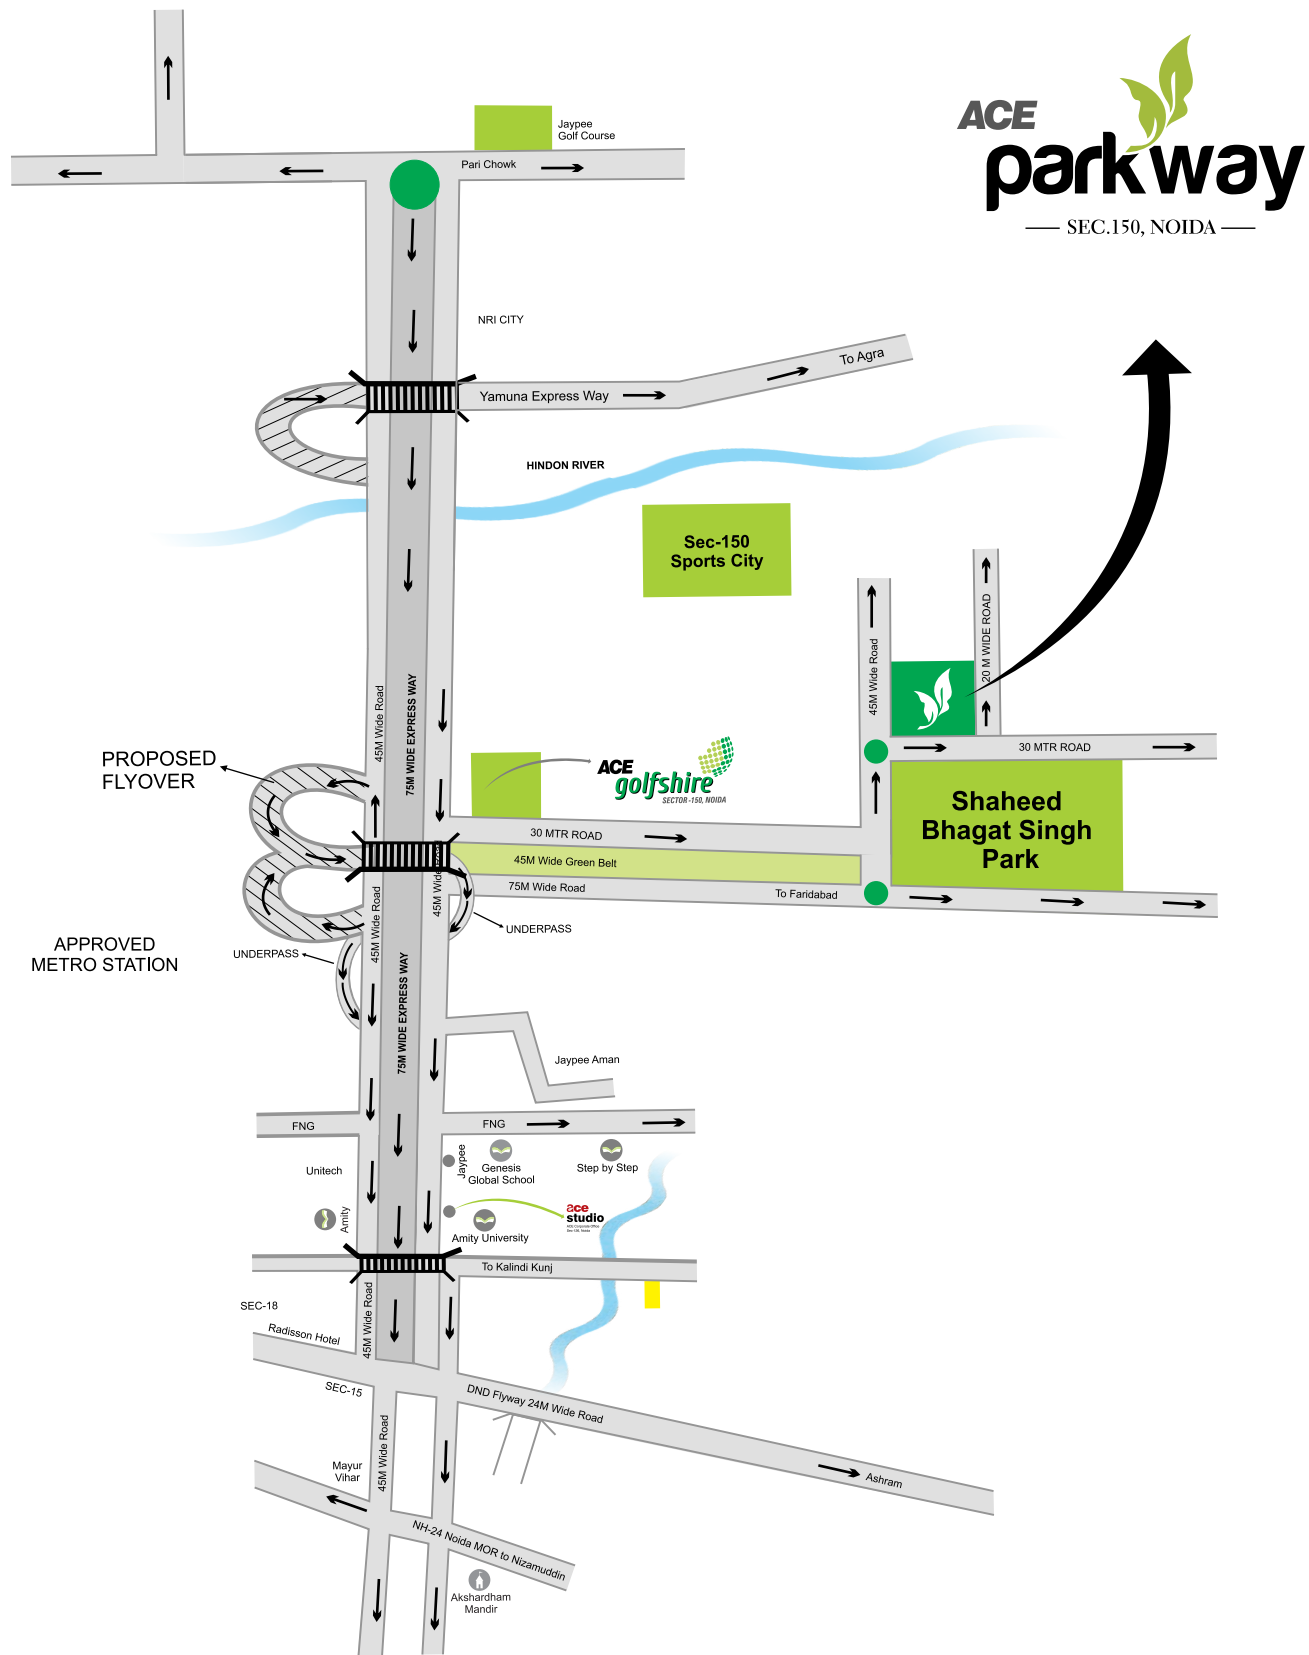 ACE
parkway
SEC.150, NOIDA
Jaypee
Golf Course
Pari Chowk
NRI CITY
To Agra
Yamuna Express Way
HINDON RIVER
Sec-150
Sports City
45M Wide Road
20 M WIDE ROAD
45M Wide Road
75M WIDE EXPRESS WAY
PROPOSED
FLYOVER
ACE
golfshire
SECTOR-150, NOIDA
30 MTR ROAD
Shaheed
Bhagat Singh
Park
30 MTR ROAD
45M Wide Green Belt
75M Wide Road
To Faridabad
45M Wide Road
45M Wide Road
UNDERPASS
APPROVED
METRO STATION
UNDERPASS
75M WIDE EXPRESS WAY
Jaypee Aman
FNG
FNG
Unitech
Jaypee
Genesis
Global School
Step by Step
Amity
Amity University
ace
studio
ACE Corporate Office
Sec-126, Noida
To Kalindi Kunj
SEC-18
Radisson Hotel
45M Wide Road
SEC-15
DND Flyway 24M Wide Road
Ashram
45M Wide Road
Mayur
Vihar
NH-24 Noida MOR to Nizamuddin
Akshardham
Mandir